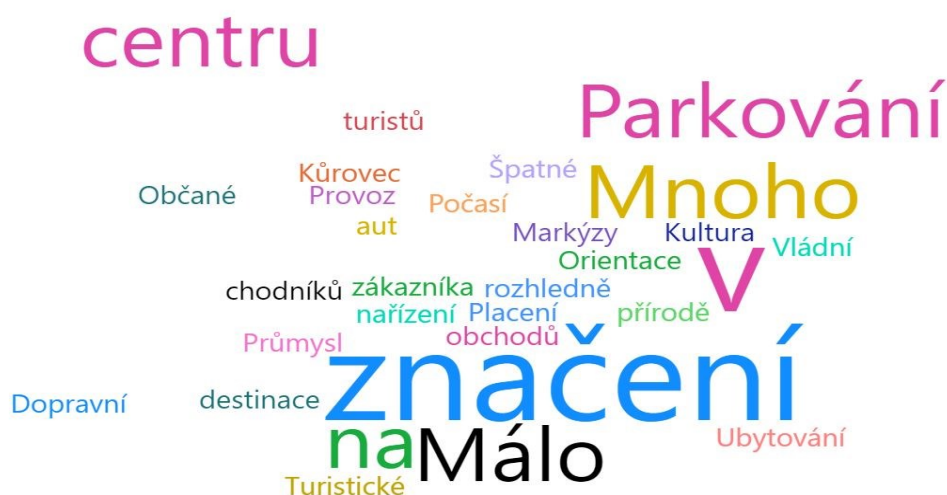 centru
Parkování
turistů
Kůrovec
Špatné
Mnoho
Občané
Provoz
Počasí
aut
Markýzy
Kultura
Vládní
v
Orientace
chodníků
zákazníka
rozhledně
nařízení
Placení
přírodě
obchodů
Průmysl
značení
Dopravní
destinace
na
Málo
Ubytování
Turistické